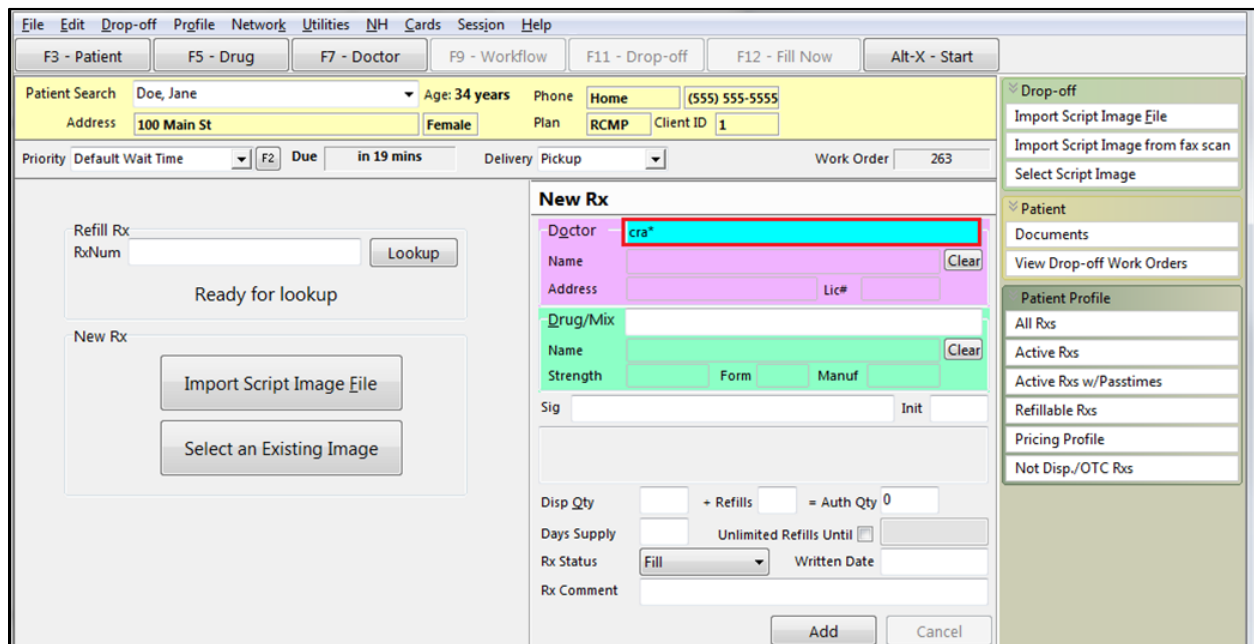 File Edit Drop-off Profile Network Utilities NH Cards Session Help
F3 - Patient F5 - Drug F7 - Doctor F9 - Workflow F11 - Drop-off F12 - Fill Now Alt-X - Start
Patient Search Doe, Jane Age: 34 years Phone Home (555) 555-5555
Address 100 Main St Female Plan RCMP Client ID 1
Priority Default Wait Time F2 Due in 19 mins Delivery Pickup Work Order 263
Refill Rx
RxNum Lookup
Ready for lookup
New Rx
Import Script Image File
Select an Existing Image
New Rx
Doctor cra*
Name Clear
Address Lic#
Drug/Mix
Name Clear
Strength Form Manuf
Sig Init
Disp Qty + Refills = Auth Qty 0
Days Supply Unlimited Refills Until
Rx Status Fill Written Date
Rx Comment
Add Cancel
Drop-off
Import Script Image File
Import Script Image from fax scan
Select Script Image
Patient
Documents
View Drop-off Work Orders
Patient Profile
All Rxs
Active Rxs
Active Rxs w/Passtimes
Refillable Rxs
Pricing Profile
Not Disp./OTC Rxs